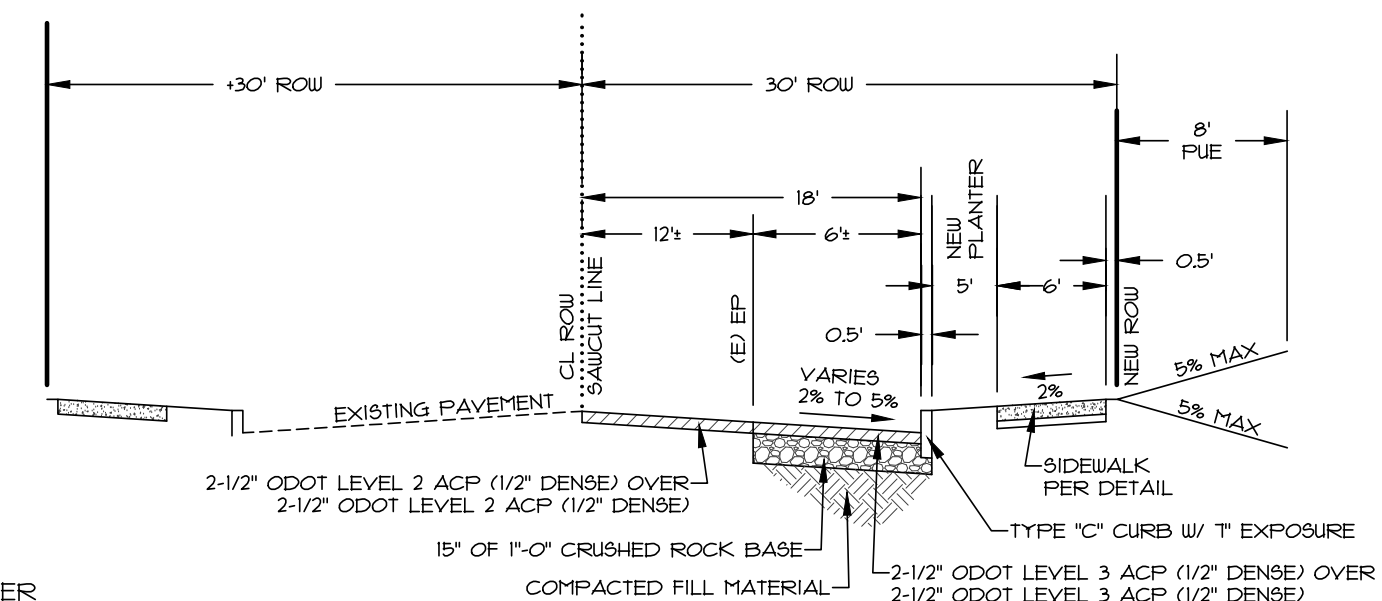 +30' ROW
30' ROW
8'
PUE
18'
NEW
PLANTER
12'±
6'±
0.5'
5'
6'
CL ROW
SAWCUT LINE
(E) EP
0.5'
NEW ROW
VARIES
2% TO 5%
2%
5% MAX
5% MAX
EXISTING PAVEMENT
SIDEWALK
PER DETAIL
2-1/2" ODOT LEVEL 2 ACP (1/2" DENSE) OVER
2-1/2" ODOT LEVEL 2 ACP (1/2" DENSE)
TYPE "C" CURB W/ 7" EXPOSURE
15" OF 1"-0" CRUSHED ROCK BASE
COMPACTED FILL MATERIAL
2-1/2" ODOT LEVEL 3 ACP (1/2" DENSE) OVER
2-1/2" ODOT LEVEL 3 ACP (1/2" DENSE)
ER